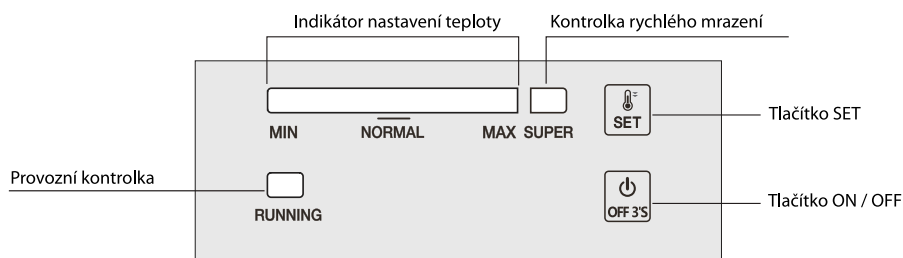 Indikátor nastavení teploty
Kontrolka rychlého mrazení
MIN NORMAL MAX SUPER
SET
Tlačítko SET
Provozní kontrolka
RUNNING
OFF 3'S
Tlačítko ON / OFF